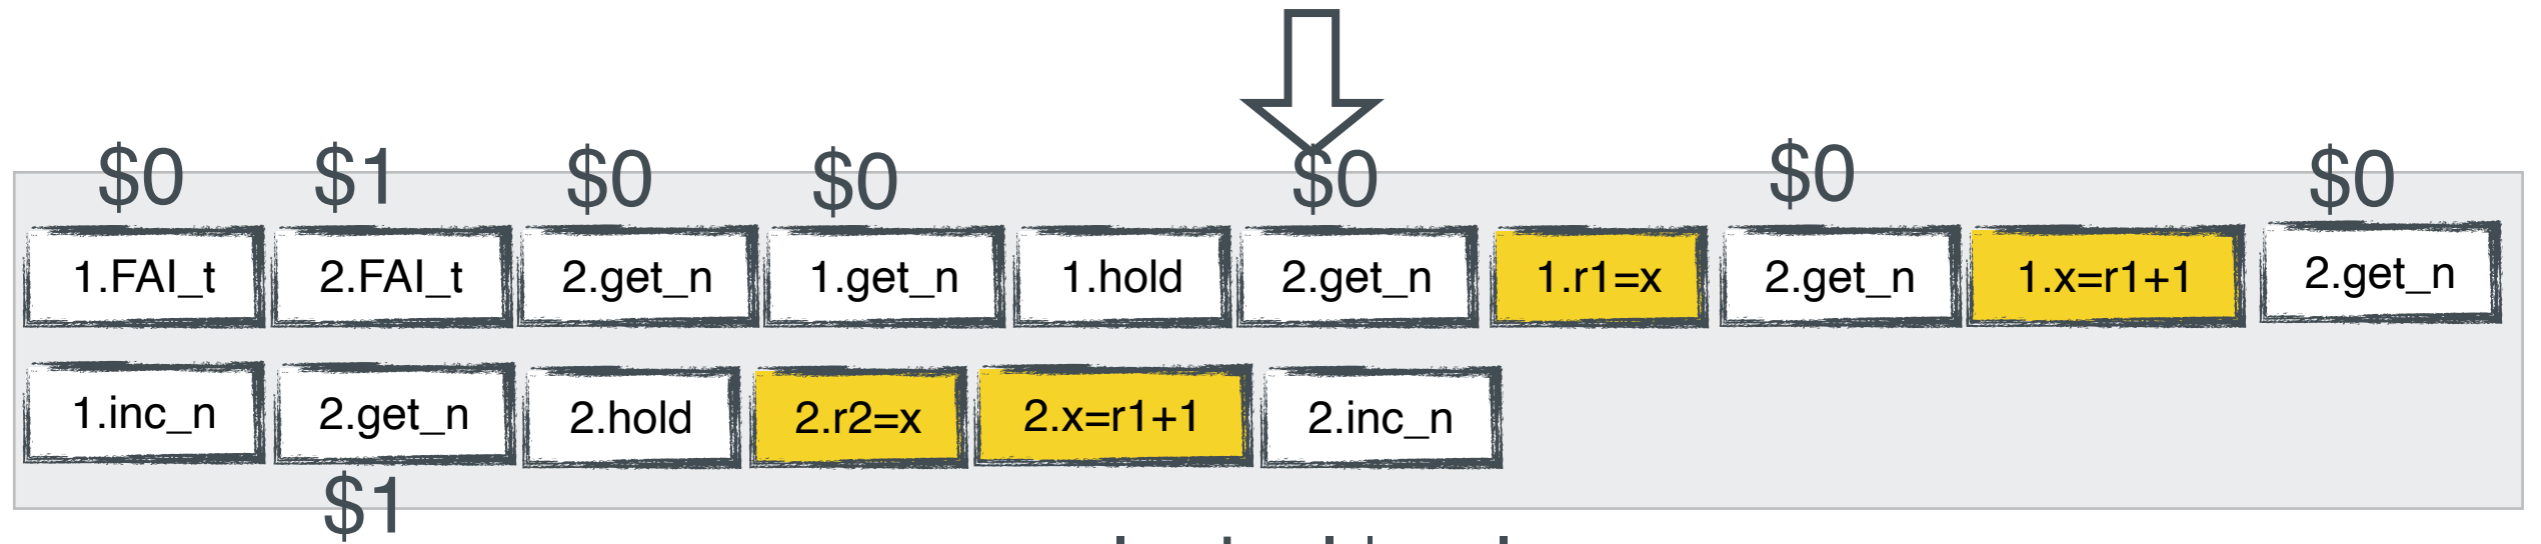 $0 $1 $0 $0 $0 $0 $0
1.FAI_t 2.FAI_t 2.get_n 1.get_n 1.hold 2.get_n 1.r1=x 2.get_n 1.x=r1+1 2.get_n
1.inc_n 2.get_n 2.hold 2.r2=x 2.x=r1+1 2.inc_n
$1